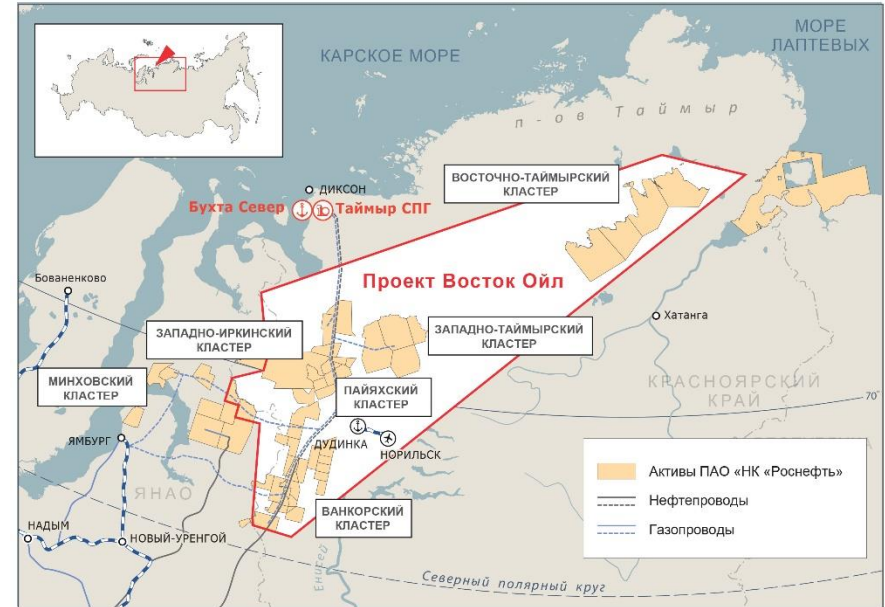 МОРЕ
ЛАПТЕВЫХ
КАРСКОЕ МОРЕ
п-ов Таймыр
ВОСТОЧНО-ТАЙМЫРСКИЙ
КЛАСТЕР
ДИКСОН
Бухта Север
Таймыр СПГ
Проект Восток Ойл
Бованенково
Хатанга
ЗАПАДНО-ИРКИНСКИЙ
КЛАСТЕР
ЗАПАДНО-ТАЙМЫРСКИЙ
КЛАСТЕР
МИНХОВСКИЙ
КЛАСТЕР
ПАЙЯХСКИЙ
КЛАСТЕР
КРАСНОЯРСКИЙ
КРАЙ
70°
ЯМБУРГ
ДУДИНКА
НОРИЛЬСК
ЯНАО
ВАНКОРСКИЙ
КЛАСТЕР
НАДЫМ
НОВЫЙ-УРЕНГОЙ
Енисей
Северный полярный круг
Активы ПАО «НК «Роснефть»
Нефтепроводы
Газопроводы